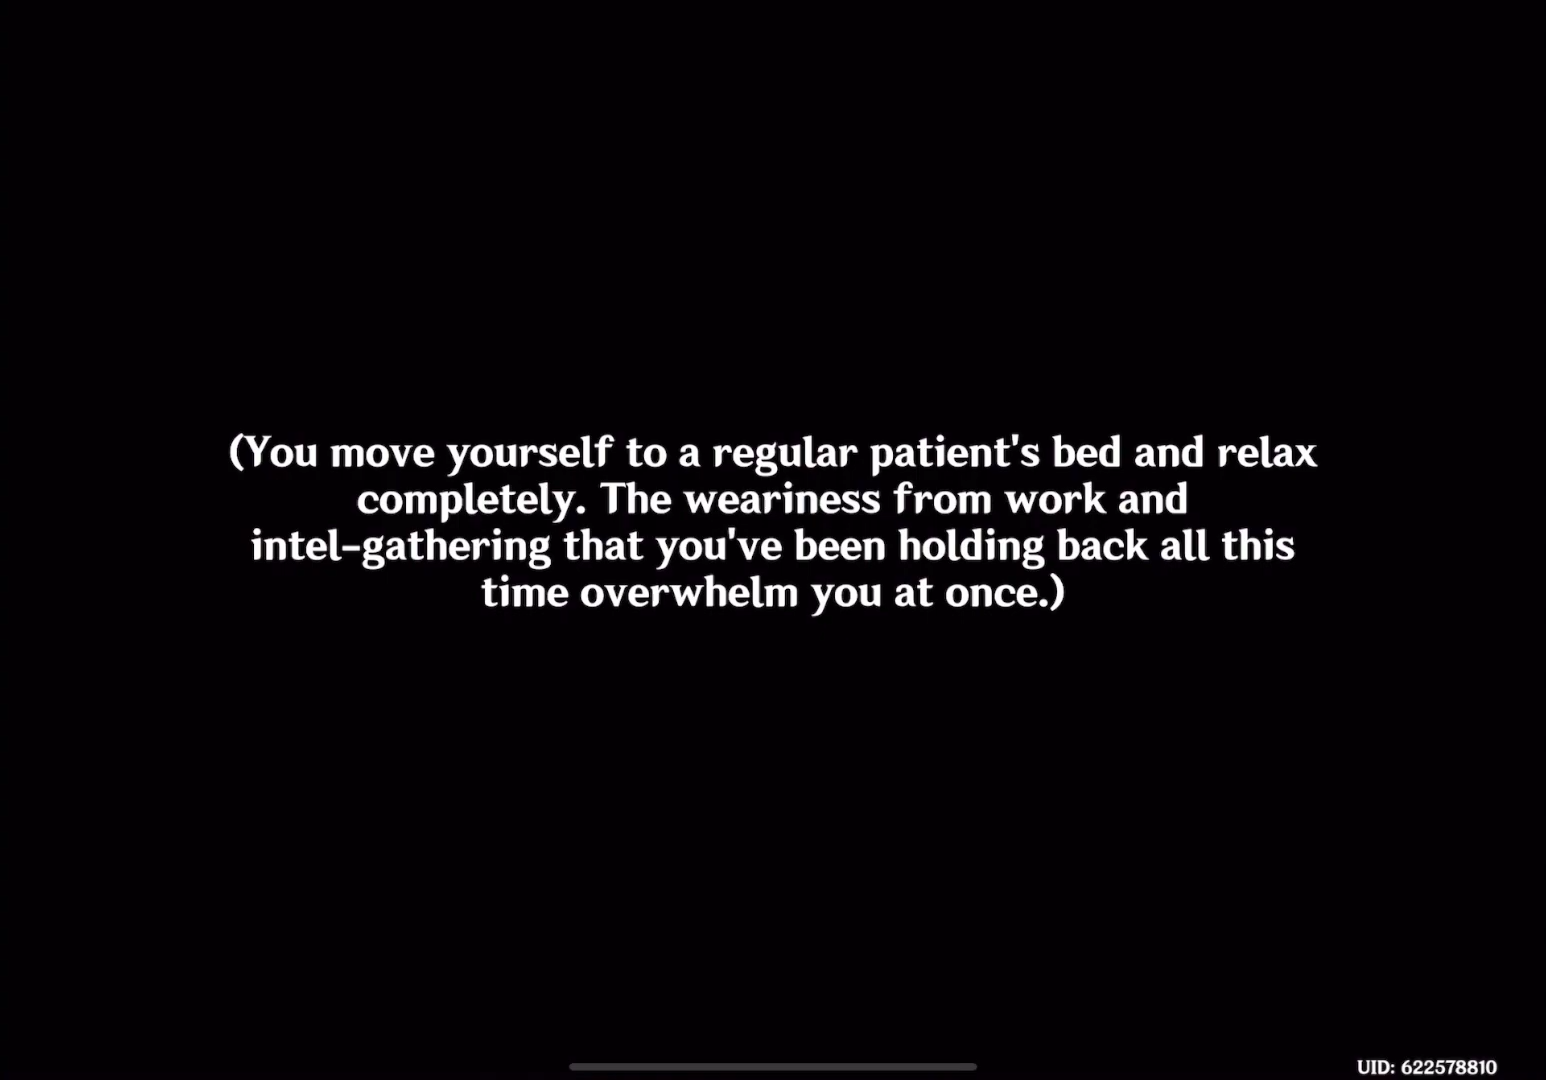 (You move yourself to a regular patient's bed and relax
completely. The weariness from work and
intel-gathering that you've been holding back all this
time overwhelm you at once.)
UID: 622578810